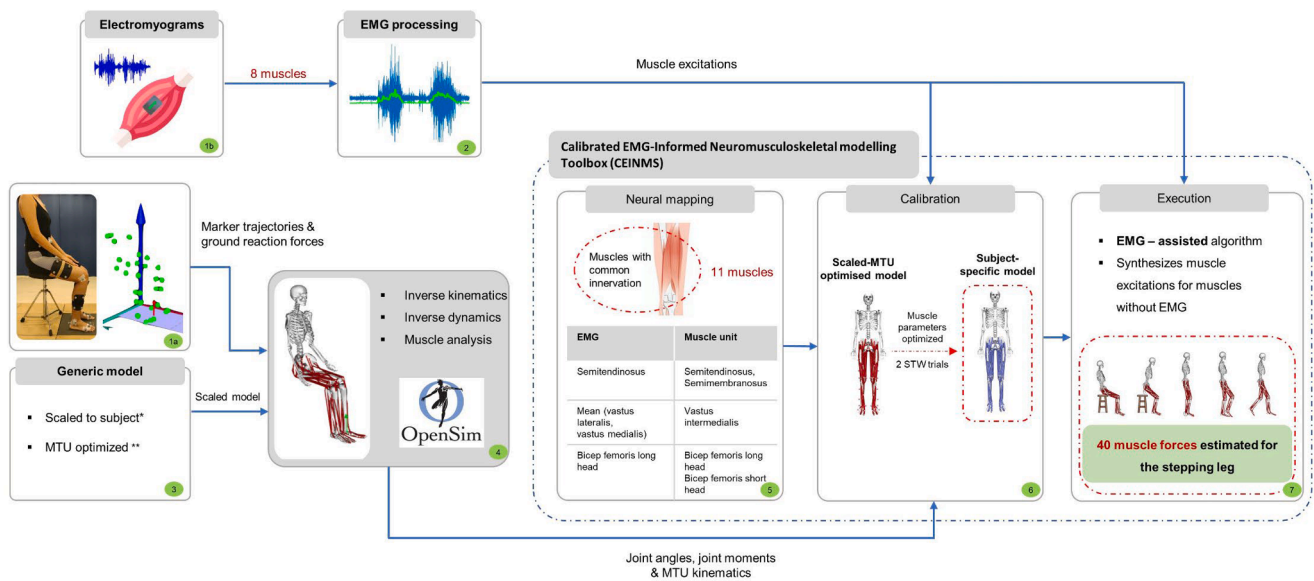 Electromyograms
8 muscles
1b
EMG processing
2
Muscle excitations
1a
Marker trajectories &
ground reaction forces
Generic model
Scaled to subject*
MTU optimized **
3
Scaled model
Inverse kinematics
Inverse dynamics
Muscle analysis
OpenSim
4
Joint angles, joint moments
& MTU kinematics
Calibrated EMG-Informed Neuromusculoskeletal modelling
Toolbox (CEINMS)
Neural mapping
Muscles with
common
innervation
11 muscles
EMG
Muscle unit
Semitendinosus
Semitendinosus,
Semimembranosus
Mean (vastus
lateralis,
vastus medialis)
Vastus
intermedialis
Bicep femoris long
head
Bicep femoris long
head
Bicep femoris short
head
5
Calibration
Scaled-MTU
optimised model
Subject-
specific model
Muscle
parameters
optimized
2 STW trials
6
Execution
EMG – assisted algorithm
Synthesizes muscle
excitations for muscles
without EMG
40 muscle forces estimated for
the stepping leg
7